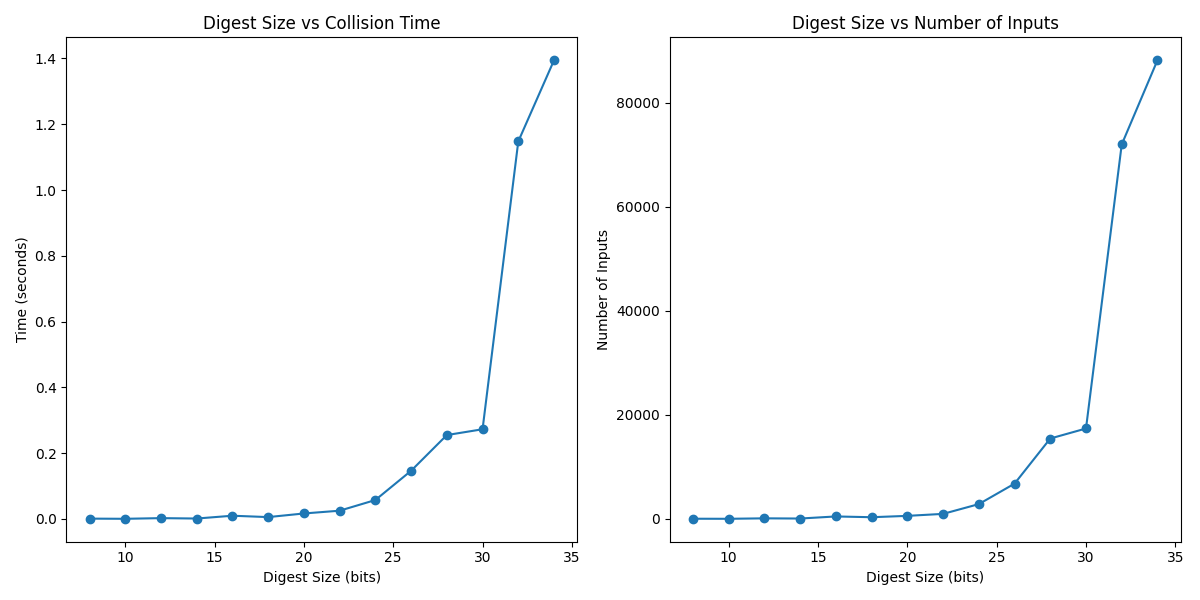 Digest Size vs Collision Time
Time (seconds)
1.4
1.2
1.0
0.8
0.6
0.4
0.2
0.0
10 15 20 25 30 35
Digest Size (bits)
Digest Size vs Number of Inputs
Number of Inputs
80000
60000
40000
20000
0
10 15 20 25 30 35
Digest Size (bits)